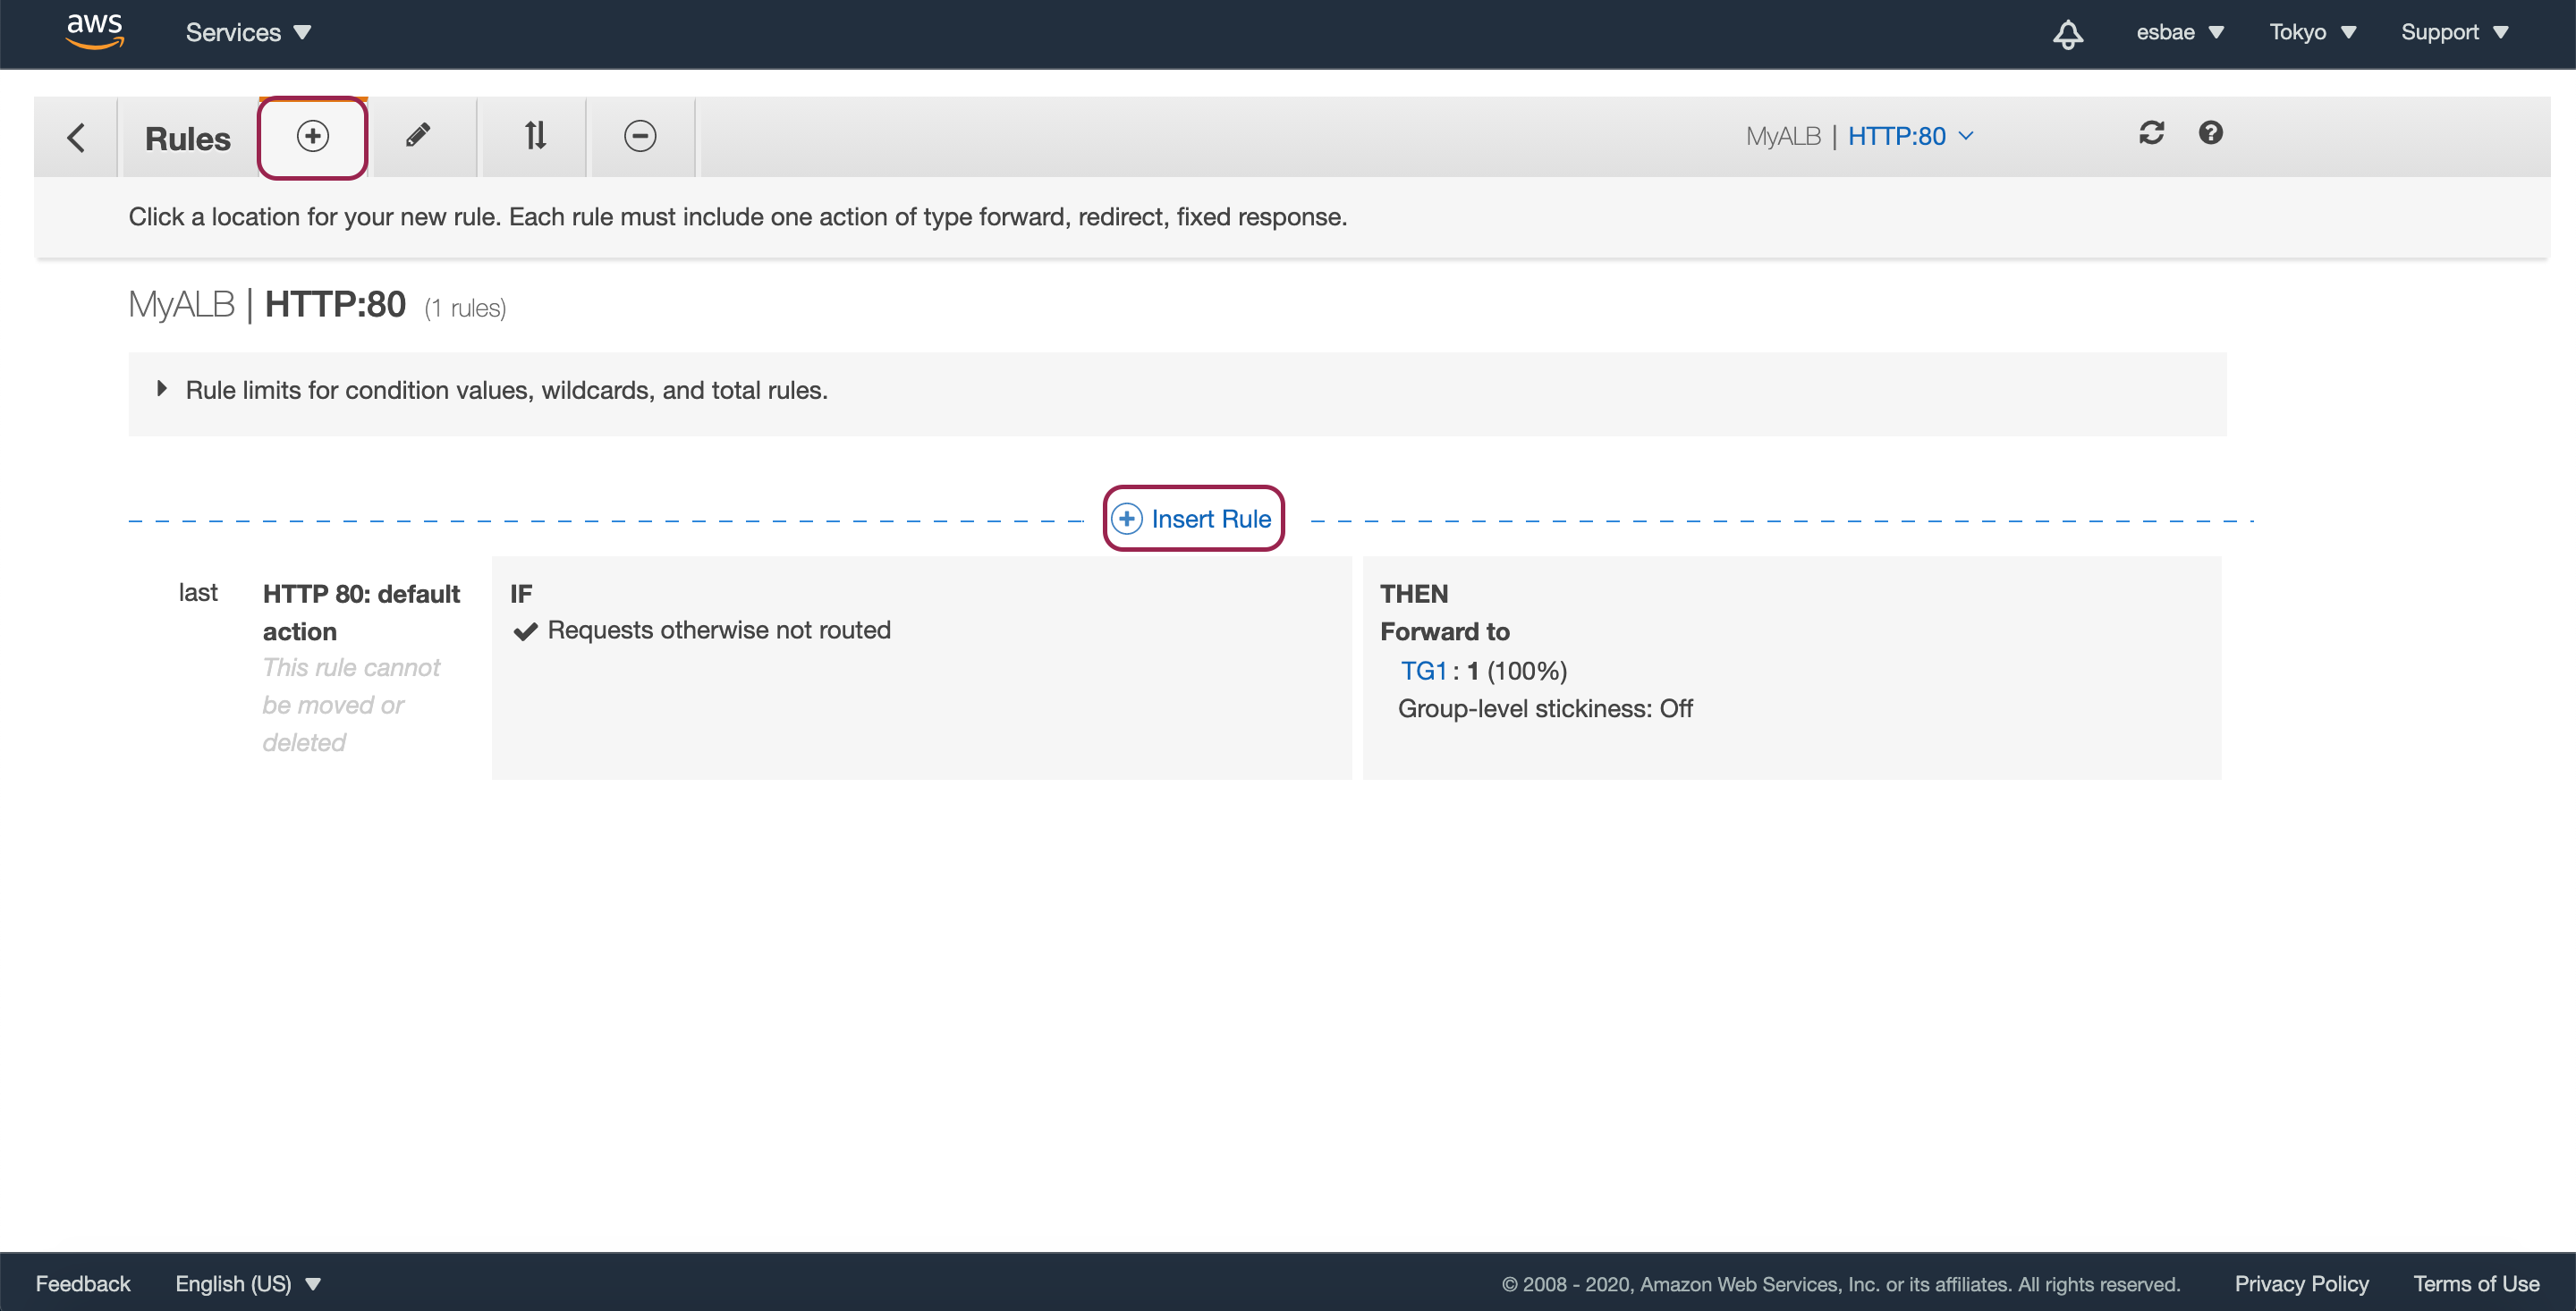 aws
Services
esbae
Tokyo
Support
Rules
MyALB | HTTP:80
Click a location for your new rule. Each rule must include one action of type forward, redirect, fixed response.
MyALB | HTTP:80 (1 rules)
Rule limits for condition values, wildcards, and total rules.
Insert Rule
last
HTTP 80: default
action
This rule cannot
be moved or
deleted
IF
Requests otherwise not routed
THEN
Forward to
TG1 : 1 (100%)
Group-level stickiness: Off
Feedback
English (US)
© 2008 - 2020, Amazon Web Services, Inc. or its affiliates. All rights reserved.
Privacy Policy
Terms of Use